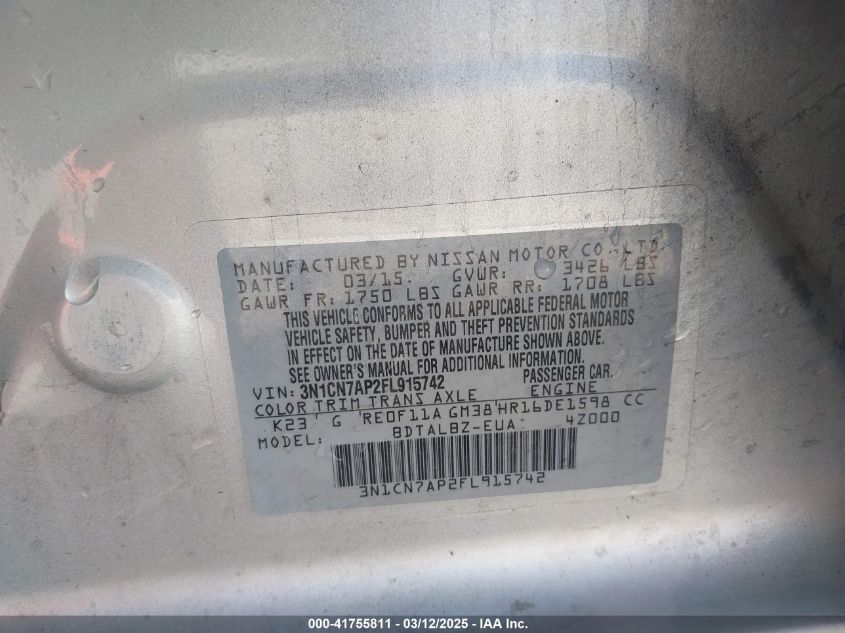 MANUFACTURED BY NISSAN MOTOR CO., LTD.
DATE: 03/15. GVWR: 3426 LBS
GAWR FR: 1750 LBS GAWR RR: 1708 LBS
THIS VEHICLE CONFORMS TO ALL APPLICABLE FEDERAL MOTOR
VEHICLE SAFETY, BUMPER AND THEFT PREVENTION STANDARDS
IN EFFECT ON THE DATE OF MANUFACTURE SHOWN ABOVE.
SEE OWNER'S MANUAL FOR ADDITIONAL INFORMATION.
VIN: 3N1CN7AP2FL915742 PASSENGER CAR.
COLOR TRIM TRANS AXLE ENGINE
K23 G RE0F11A GM38 HR16DE1598 CC
MODEL: BDTALBZ-EUA 4Z000
3N1CN7AP2FL915742
000-41755811 - 03/12/2025 - IAAI Inc.